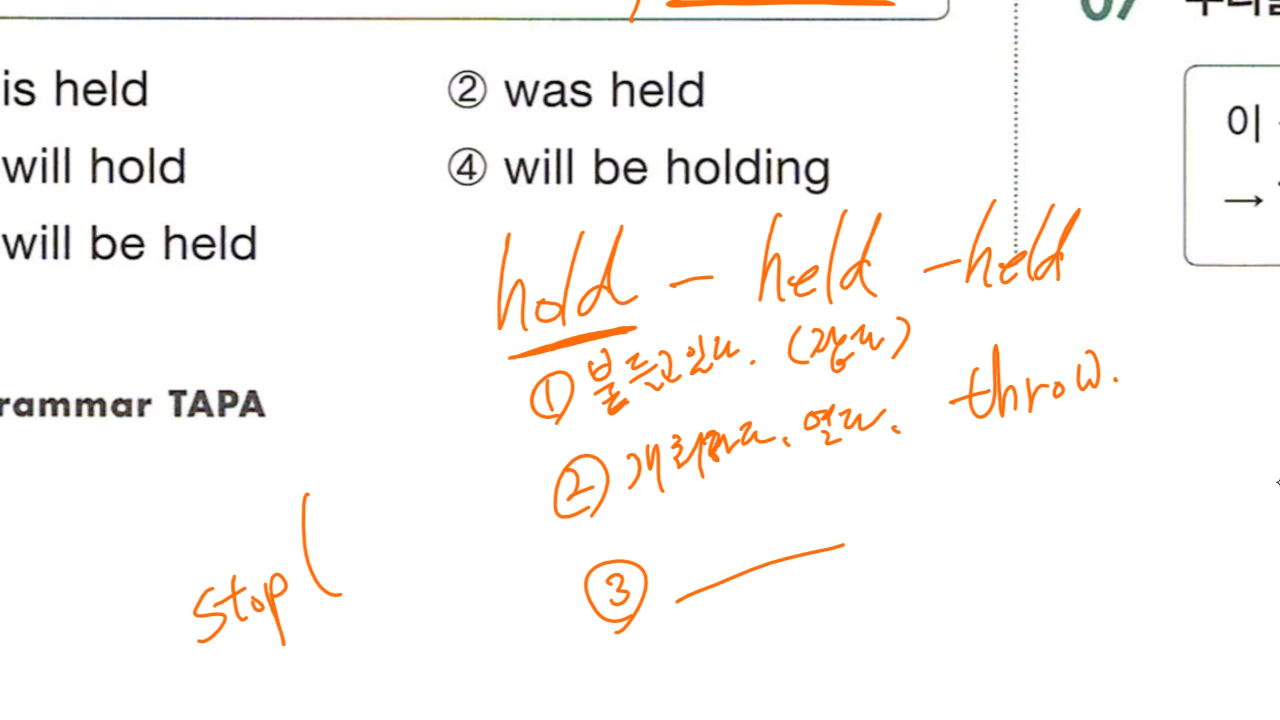 is held
② was held
will hold
④ will be holding
will be held
hold - held - held
① 붙들고 있다. (잡다)
② 개최하다. 열다. throw.
rammar TAPA
stop (
③
이
→